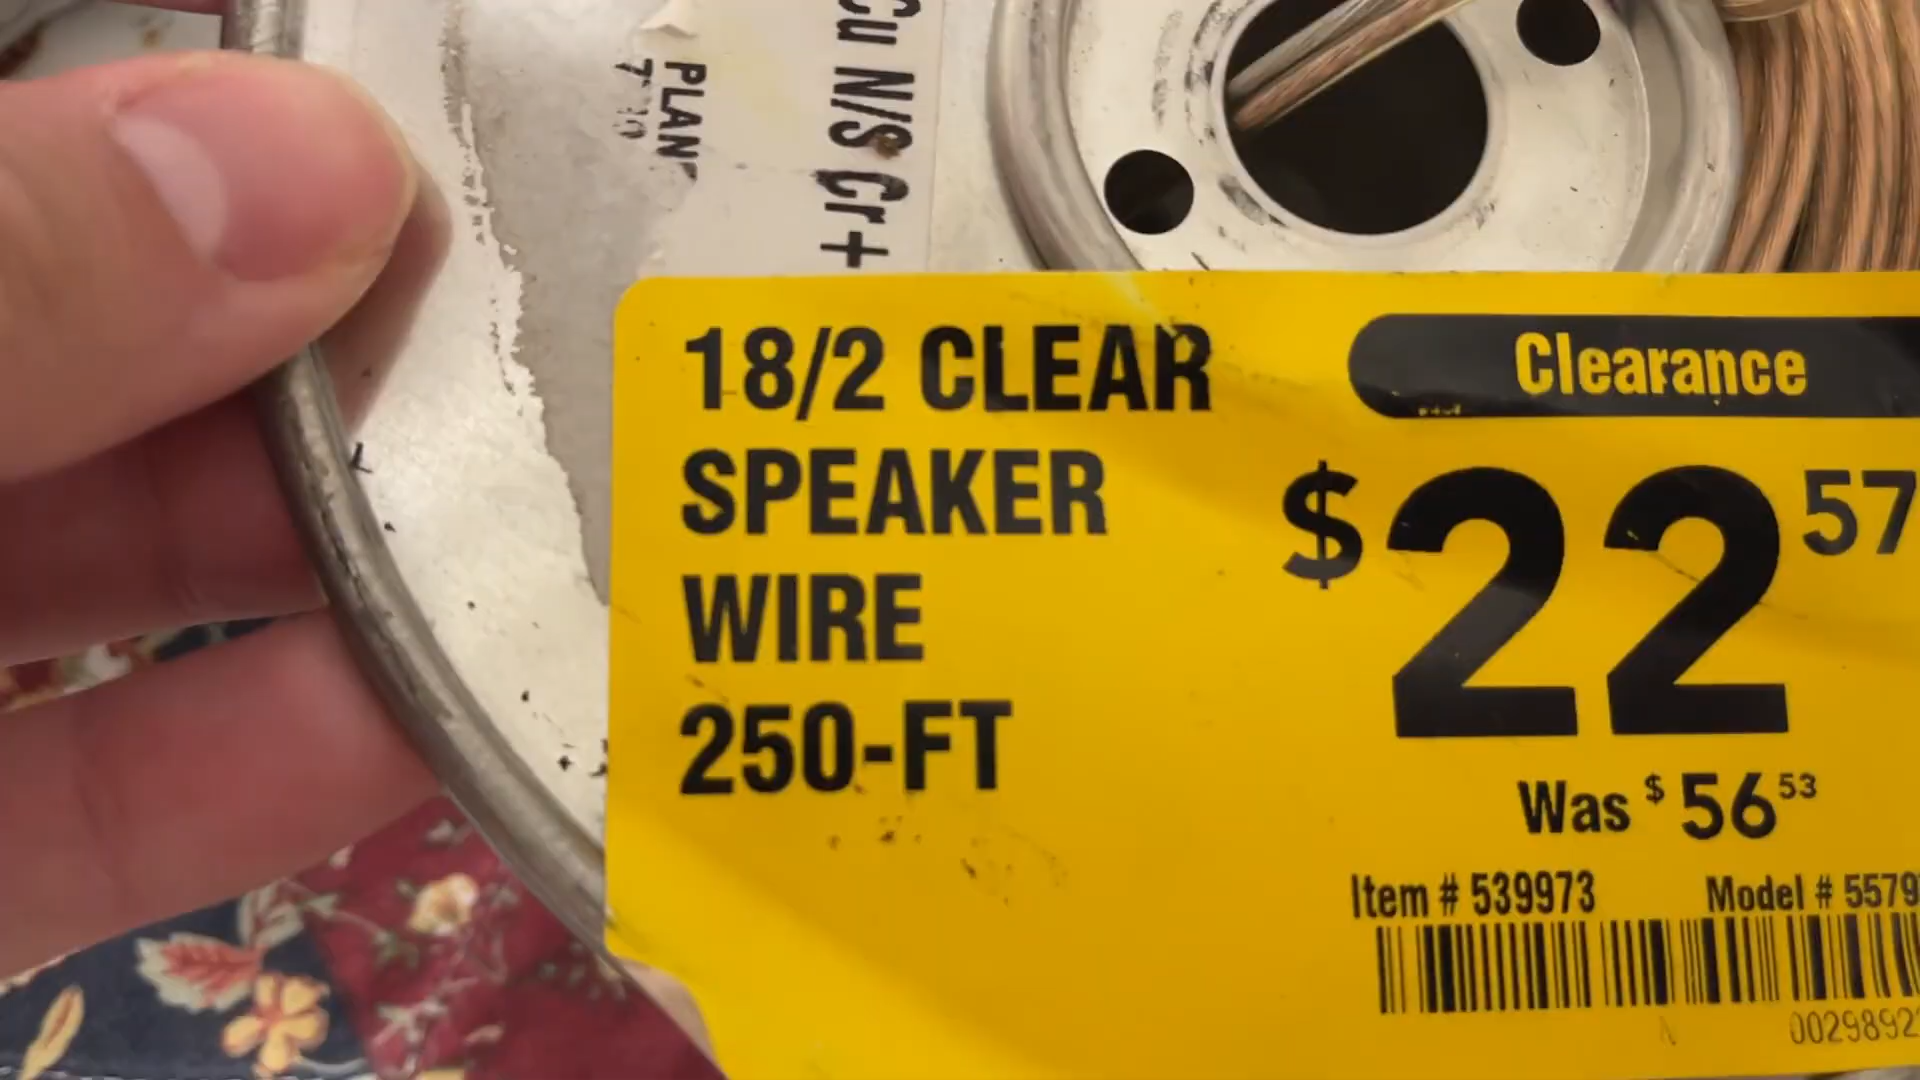 Cu N/S Cr+
18/2 CLEAR
SPEAKER
WIRE
250-FT
Clearance
$22 57
Was $56 53
Item # 539973
Model # 5579
002989